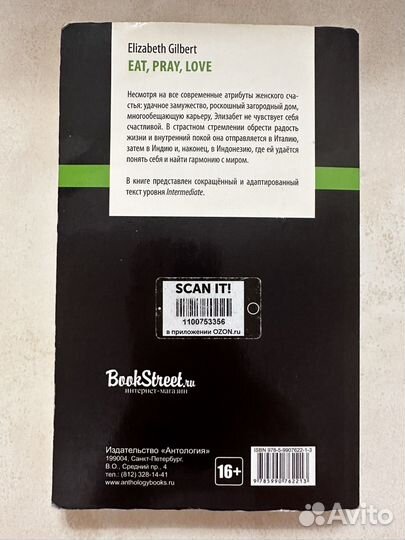 Elizabeth Gilbert
EAT, PRAY, LOVE
Несмотря на все современные атрибуты женского сча-
стья: удачное замужество, роскошный загородный дом,
многообещающую карьеру, Элизабет не чувствует себя
счастливой. В страстном стремлении обрести радость
жизни и внутренний покой она отправляется в Италию,
затем в Индию и, наконец, в Индонезию, где ей удаётся
понять себя и найти гармонию с миром.
В книге представлен сокращённый и адаптированный
текст уровня Intermediate.
SCAN IT!
1100753356
в приложении OZON.ru
BookStreet.ru
интернет-магазин
Издательство «Антология»
199004, Санкт-Петербург,
В.О., Средний пр., 4
тел.: (812) 328-14-41
www.anthologybooks.ru
16+
ISBN 978-5-9907622-1-3
9 785990 762213
Avito